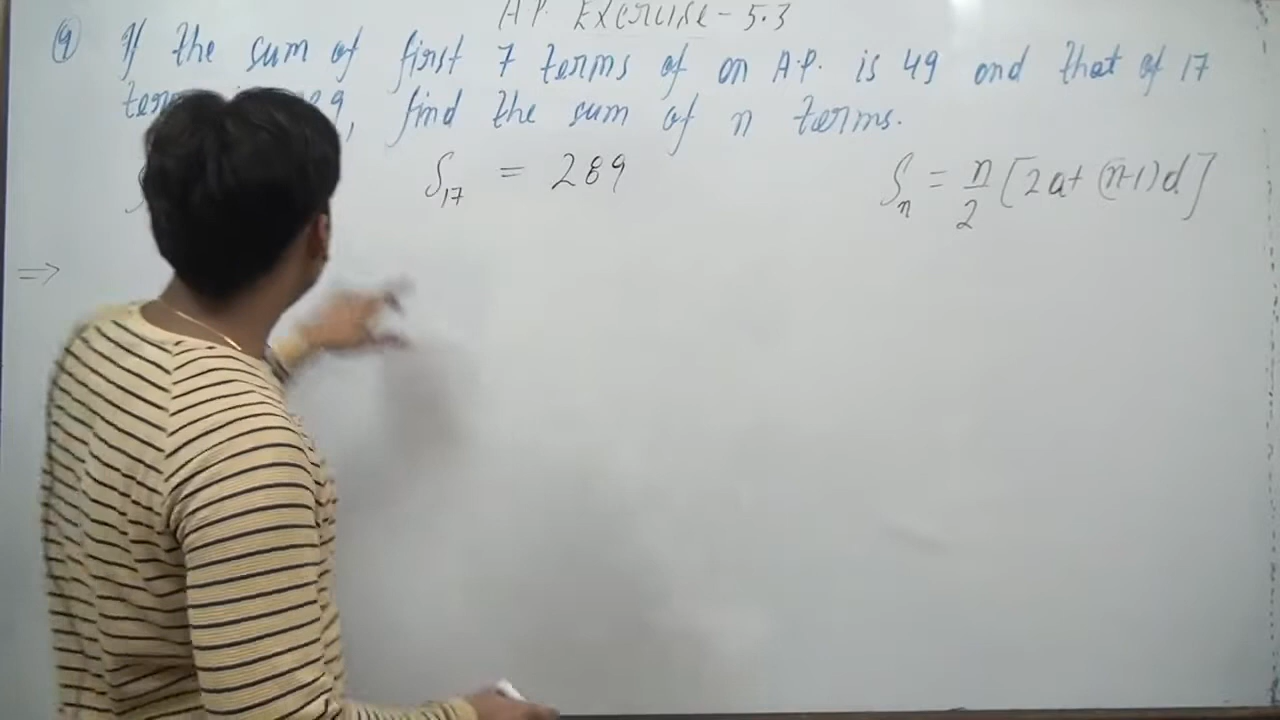 A.P. Exercise - 5.3
9 If the sum of first 7 terms of an A.P. is 49 and that of 17
find the sum of n terms.
S17 = 289
Sn = n/2 [2a + (n-1)d]
⇒